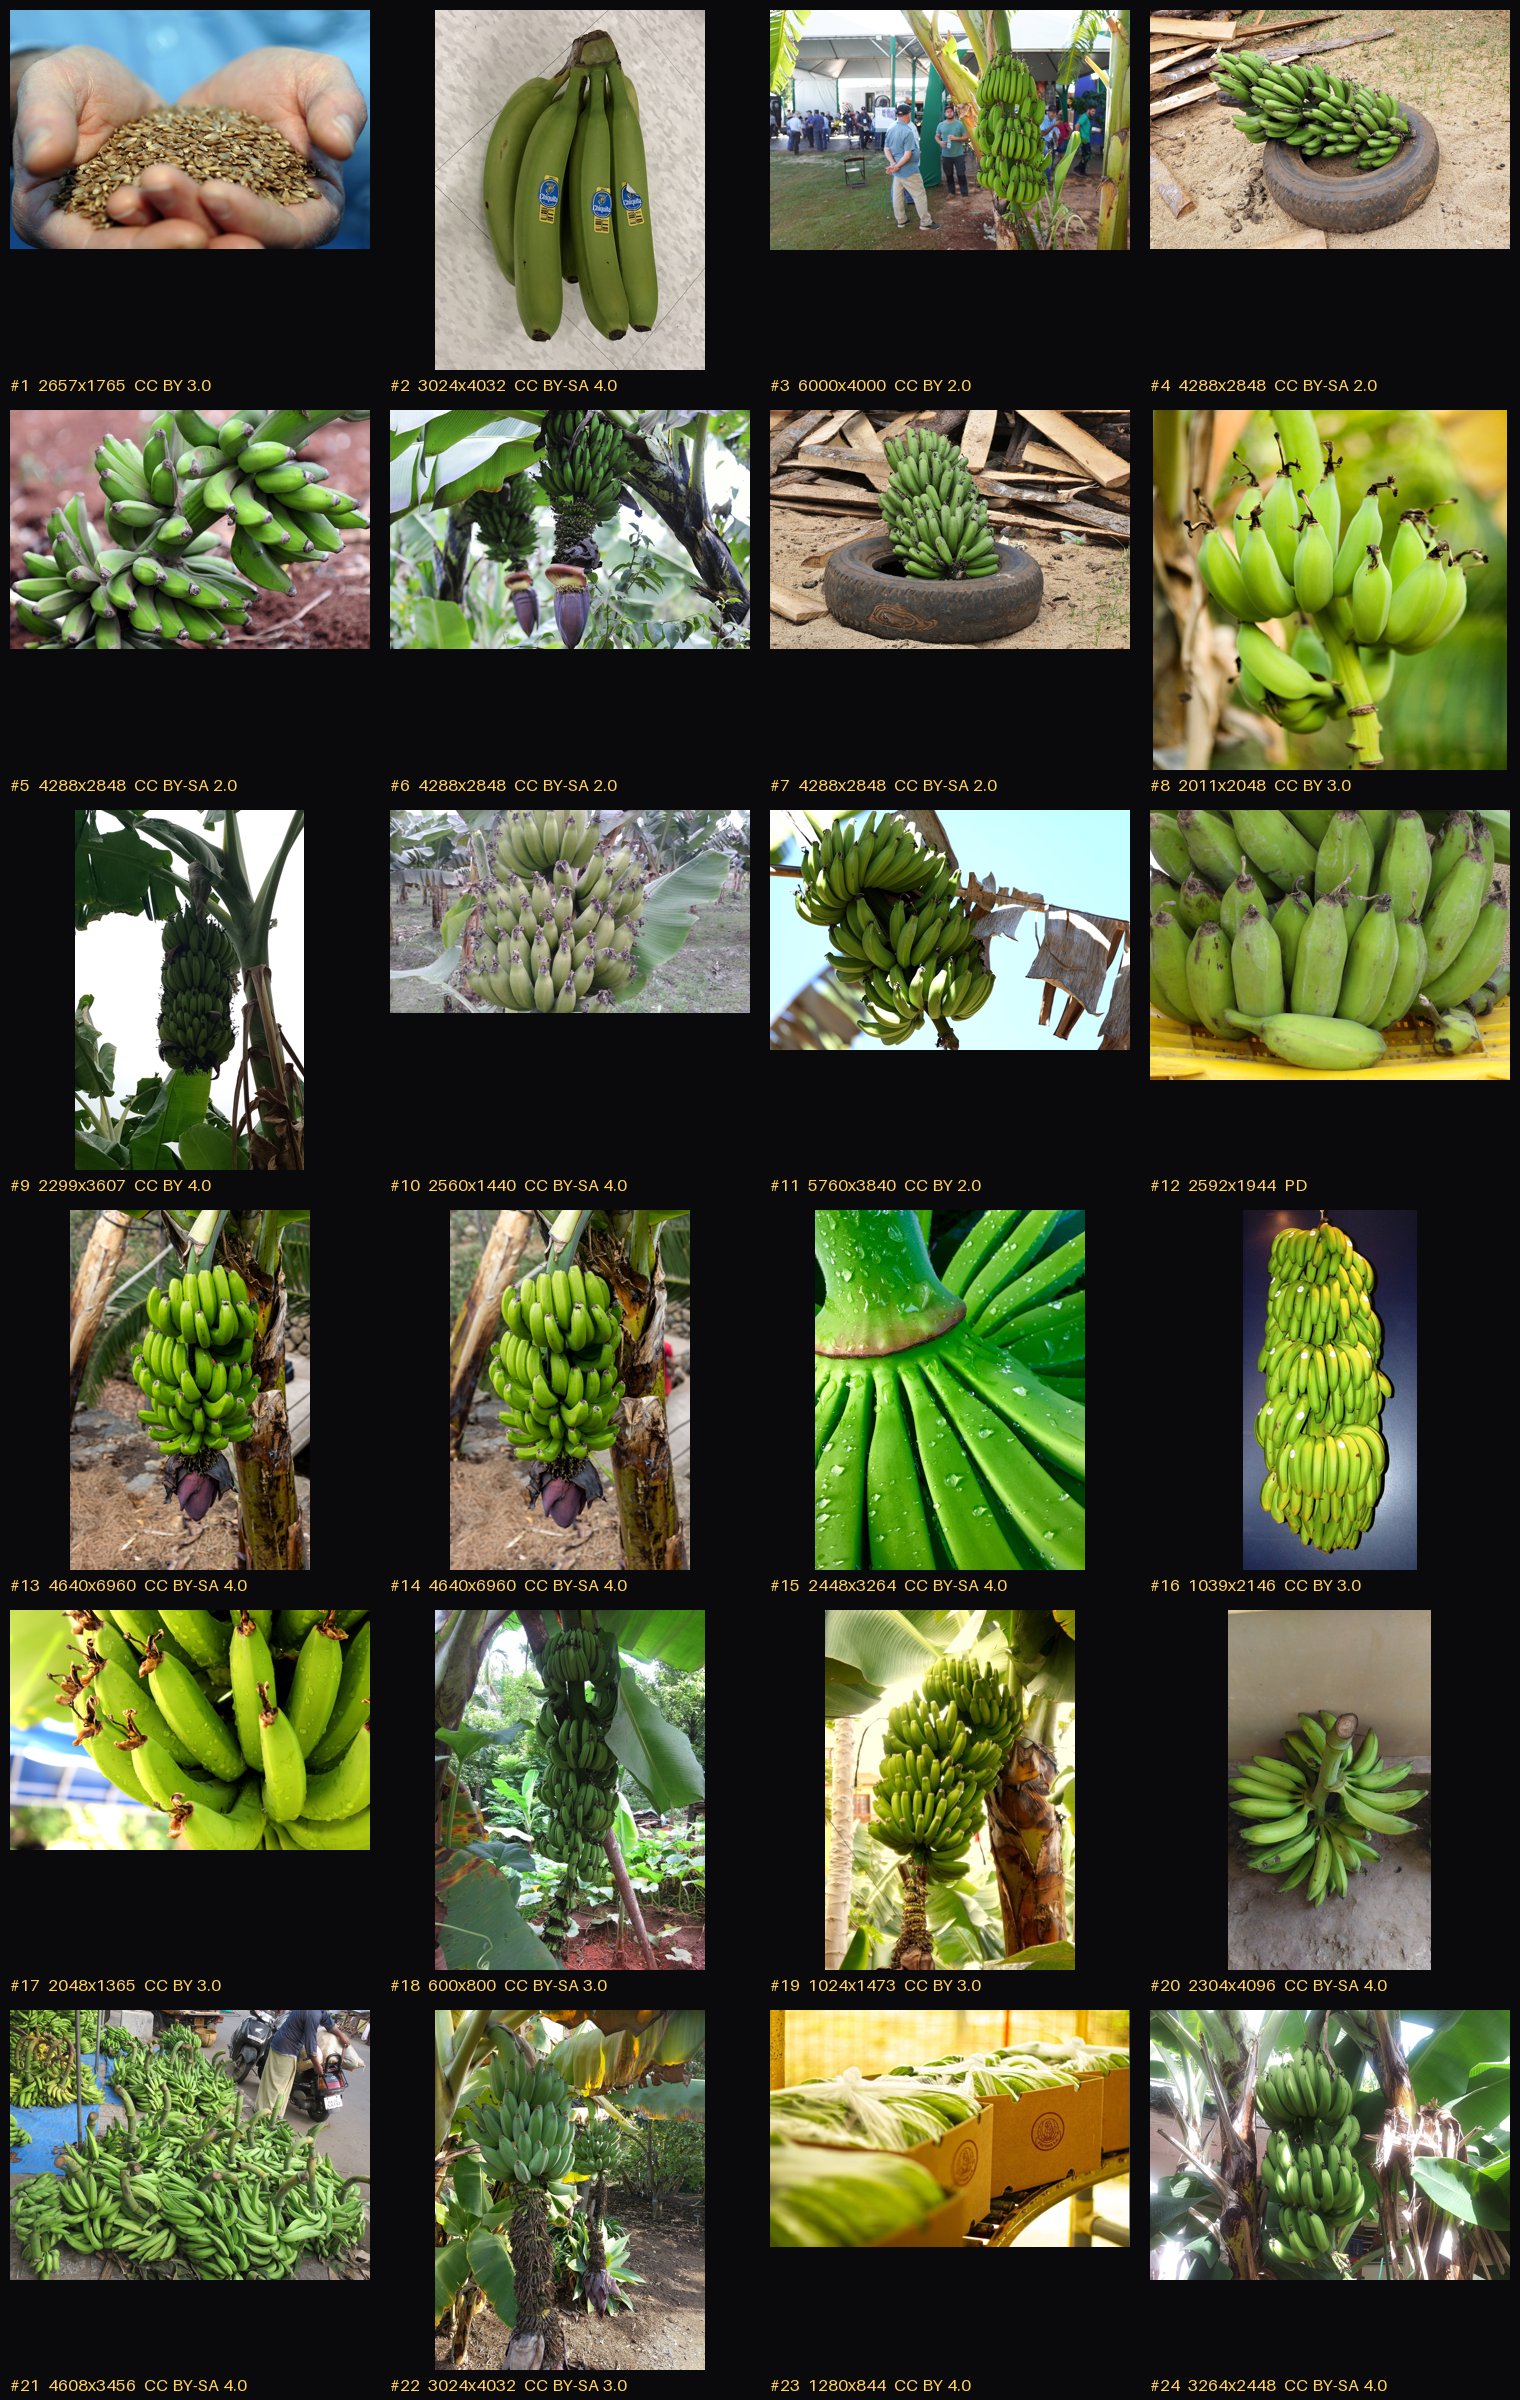 Chiquita
Chiquita
Chiquita
#1 2657x1765 CC BY 3.0
#2 3024x4032 CC BY-SA 4.0
#3 6000x4000 CC BY 2.0
#4 4288x2848 CC BY-SA 2.0
#5 4288x2848 CC BY-SA 2.0
#6 4288x2848 CC BY-SA 2.0
#7 4288x2848 CC BY-SA 2.0
#8 2011x2048 CC BY 3.0
#9 2299x3607 CC BY 4.0
#10 2560x1440 CC BY-SA 4.0
#11 5760x3840 CC BY 2.0
#12 2592x1944 PD
#13 4640x6960 CC BY-SA 4.0
#14 4640x6960 CC BY-SA 4.0
#15 2448x3264 CC BY-SA 4.0
#16 1039x2146 CC BY 3.0
#17 2048x1365 CC BY 3.0
#18 600x800 CC BY-SA 3.0
#19 1024x1473 CC BY 3.0
#20 2304x4096 CC BY-SA 4.0
#21 4608x3456 CC BY-SA 4.0
#22 3024x4032 CC BY-SA 3.0
#23 1280x844 CC BY 4.0
#24 3264x2448 CC BY-SA 4.0